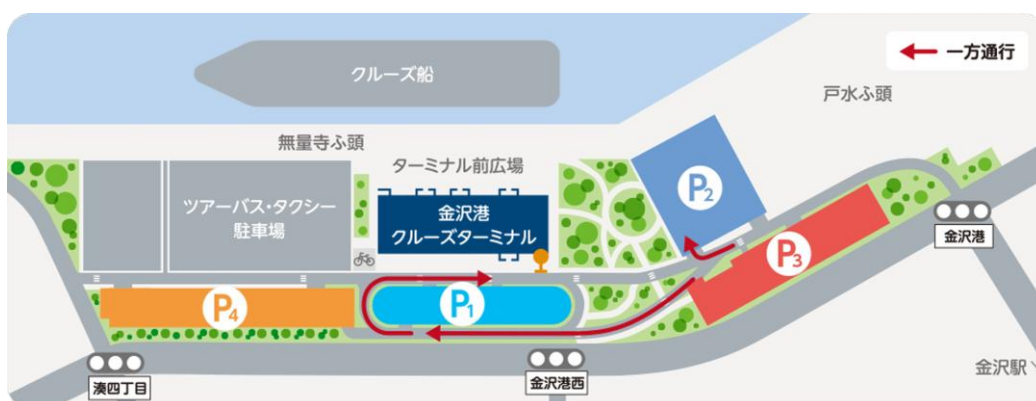 クルーズ船
一方通行
戸水ふ頭
無量寺ふ頭
ターミナル前広場
ツアーバス・タクシー
駐車場
金沢港
クルーズターミナル
P2
P3
金沢港
P4
P1
湊四丁目
金沢港西
金沢駅